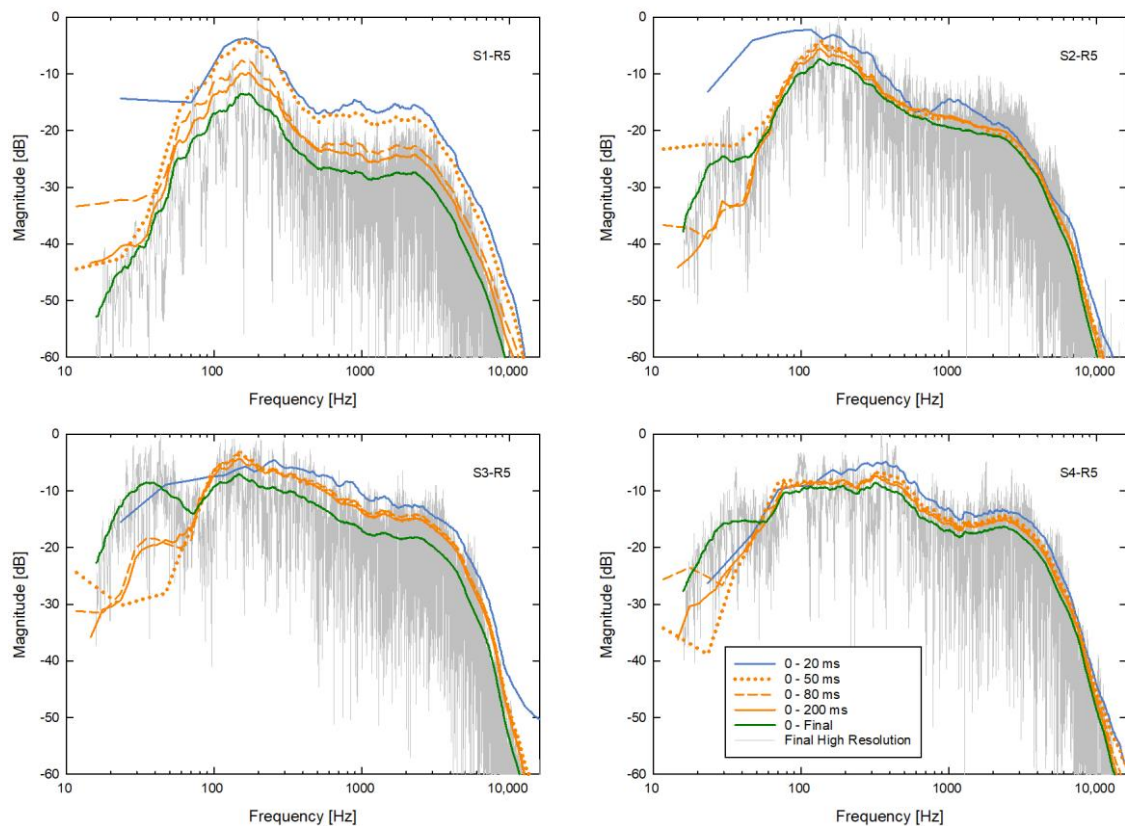 S1-R5
Magnitude [dB]
0
-10
-20
-30
-40
-50
-60
10
100
1000
10,000
Frequency [Hz]
S2-R5
Magnitude [dB]
0
-10
-20
-30
-40
-50
-60
10
100
1000
10,000
Frequency [Hz]
S3-R5
Magnitude [dB]
0
-10
-20
-30
-40
-50
-60
10
100
1000
10,000
Frequency [Hz]
S4-R5
Magnitude [dB]
0
-10
-20
-30
-40
-50
-60
0 - 20 ms
0 - 50 ms
0 - 80 ms
0 - 200 ms
0 - Final
Final High Resolution
10
100
1000
10,000
Frequency [Hz]